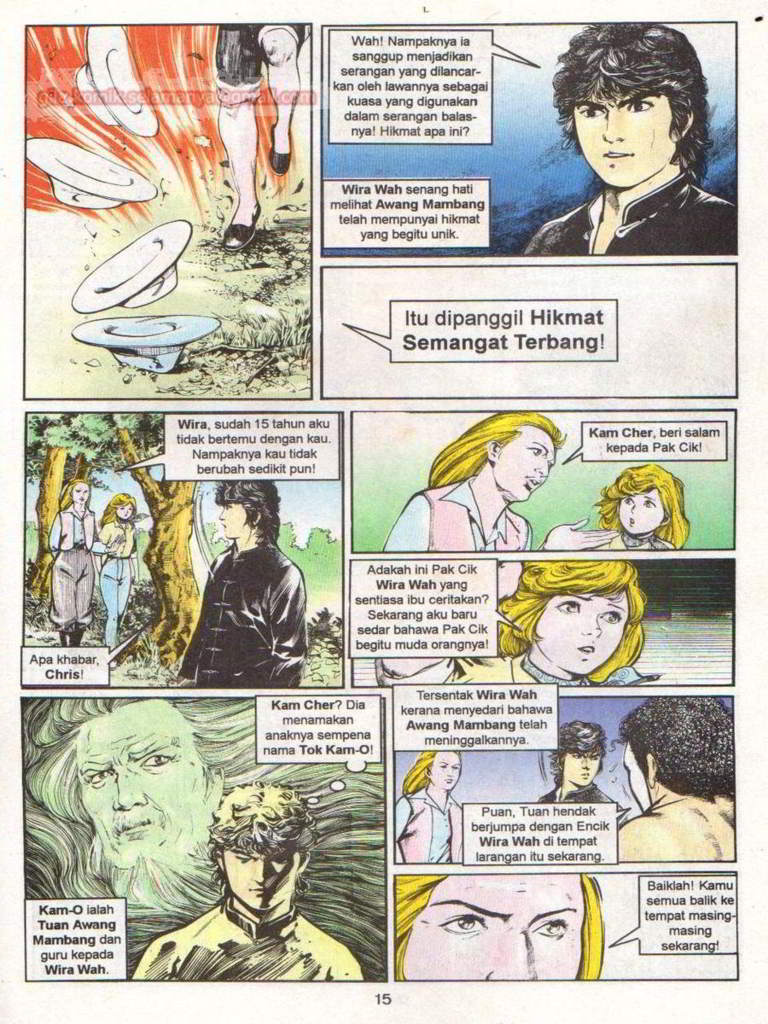 Wah! Nampaknya ia
sanggup menjadikan
serangan yang dilancar-
kan oleh lawannya sebagai
kuasa yang digunakan
dalam serangan balas-
nya! Hikmat apa ini?
Wira Wah senang hati
melihat Awang Mambang
telah mempunyai hikmat
yang begitu unik.
Itu dipanggil Hikmat
Semangat Terbang!
Wira, sudah 15 tahun aku
tidak bertemu dengan kau.
Nampaknya kau tidak
berubah sedikit pun!
Apa khabar,
Chris!
Kam Cher, beri salam
kepada Pak Cik!
Adakah ini Pak Cik
Wira Wah yang
sentiasa ibu ceritakan?
Sekarang aku baru
sedar bahawa Pak Cik
begitu muda orangnya!
Kam Cher? Dia
menamakan
anaknya sempena
nama Tok Kam-O!
Kam-O ialah
Tuan Awang
Mambang dan
guru kepada
Wira Wah.
Tersentak Wira Wah
kerana menyedari bahawa
Awang Mambang telah
meninggalkannya.
Puan, Tuan hendak
berjumpa dengan Encik
Wira Wah di tempat
larangan itu sekarang.
Baiklah! Kamu
semua balik ke
tempat masing-
masing
sekarang!
15